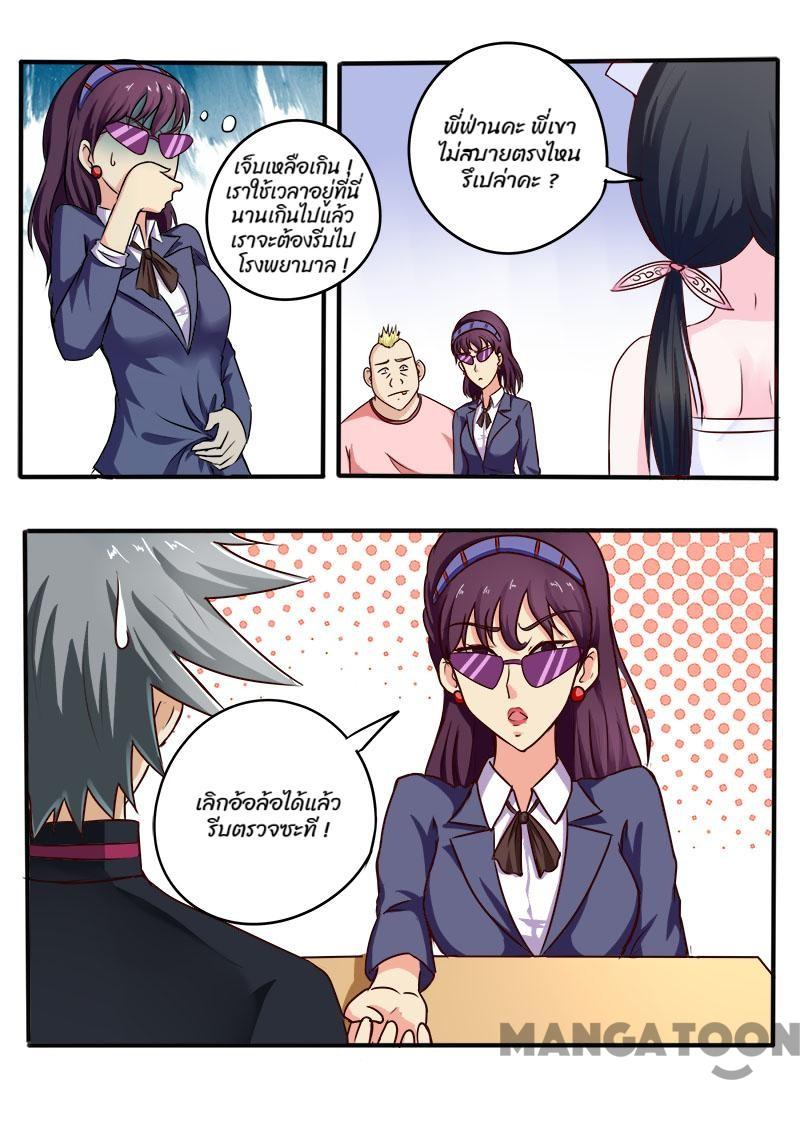 เจ็บเหลือเกิน !
เราใช้เวลาอยู่ที่นี่
นานเกินไปแล้ว
เราจะต้องรีบไป
โรงพยาบาล !
พี่ฟ่านคะ พี่เขา
ไม่สบายตรงไหน
รึเปล่าคะ ?
เลิกอ้อล้อได้แล้ว
รีบตรวจซะที !
MANGATOON